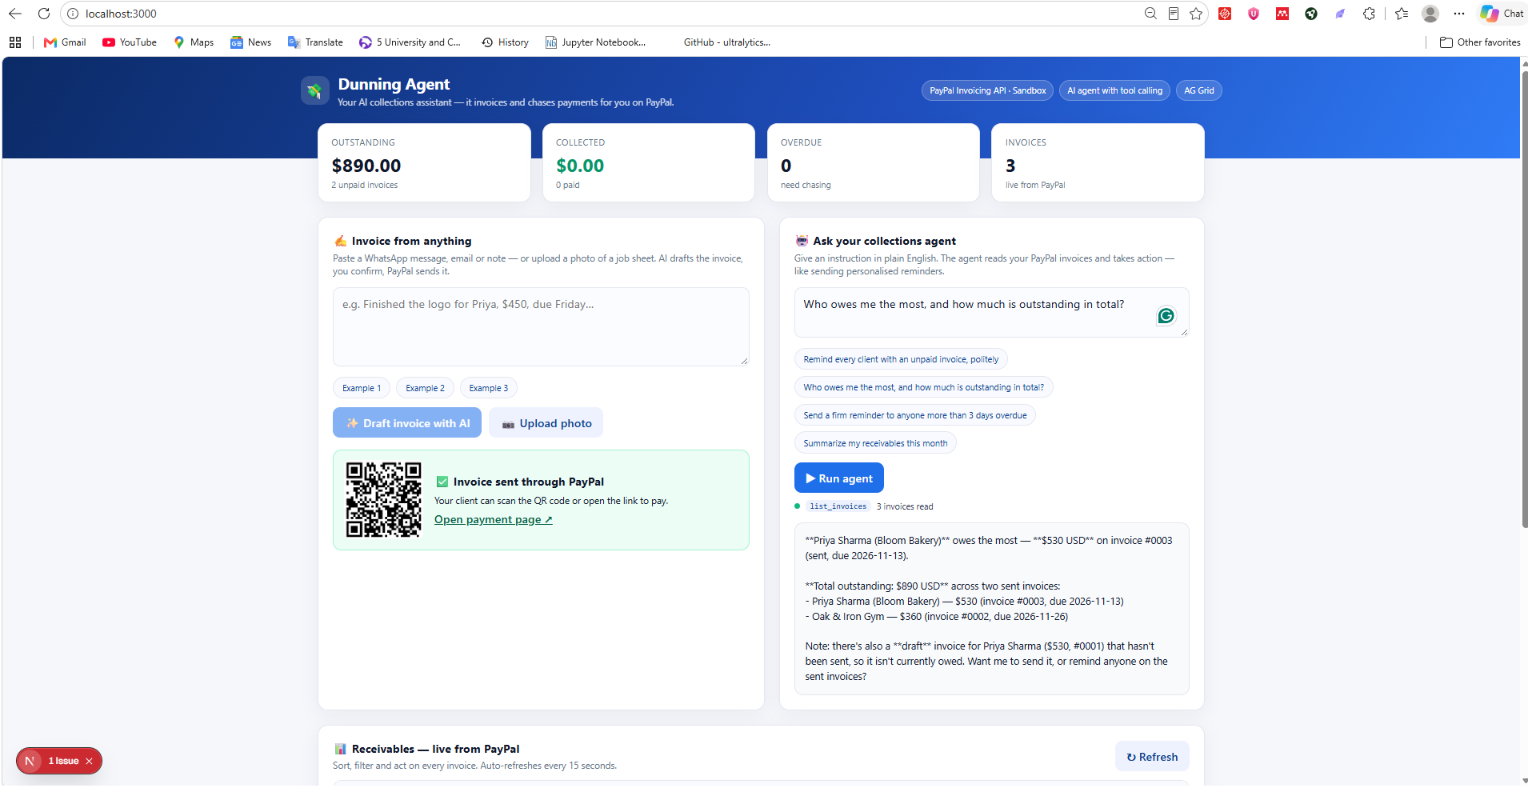 localhost:3000
Chat
Gmail
YouTube
Maps
News
Translate
5 University and C...
History
Jupyter Notebook...
GitHub - ultralytics...
Other favorites
Dunning Agent
Your AI collections assistant — it invoices and chases payments for you on PayPal.
PayPal Invoicing API · Sandbox
AI agent with tool calling
AG Grid
OUTSTANDING
$890.00
2 unpaid invoices
COLLECTED
$0.00
0 paid
OVERDUE
0
need chasing
INVOICES
3
live from PayPal
Invoice from anything
Paste a WhatsApp message, email or note — or upload a photo of a job sheet. AI drafts the invoice,
you confirm, PayPal sends it.
e.g. Finished the logo for Priya, $450, due Friday...
Example 1
Example 2
Example 3
Draft invoice with AI
Upload photo
Invoice sent through PayPal
Your client can scan the QR code or open the link to pay.
Open payment page ↗
Ask your collections agent
Give an instruction in plain English. The agent reads your PayPal invoices and takes action —
like sending personalised reminders.
Who owes me the most, and how much is outstanding in total?
Remind every client with an unpaid invoice, politely
Who owes me the most, and how much is outstanding in total?
Send a firm reminder to anyone more than 3 days overdue
Summarize my receivables this month
▶ Run agent
list_invoices 3 invoices read
**Priya Sharma (Bloom Bakery)** owes the most — **$530 USD** on invoice #0003
(sent, due 2026-11-13).
**Total outstanding: $890 USD** across two sent invoices:
- Priya Sharma (Bloom Bakery) — $530 (invoice #0003, due 2026-11-13)
- Oak & Iron Gym — $360 (invoice #0002, due 2026-11-26)
Note: there's also a **draft** invoice for Priya Sharma ($530, #0001) that hasn't
been sent, so it isn't currently owed. Want me to send it, or remind anyone on the
sent invoices?
Receivables — live from PayPal
Sort, filter and act on every invoice. Auto-refreshes every 15 seconds.
↻ Refresh
N 1 Issue